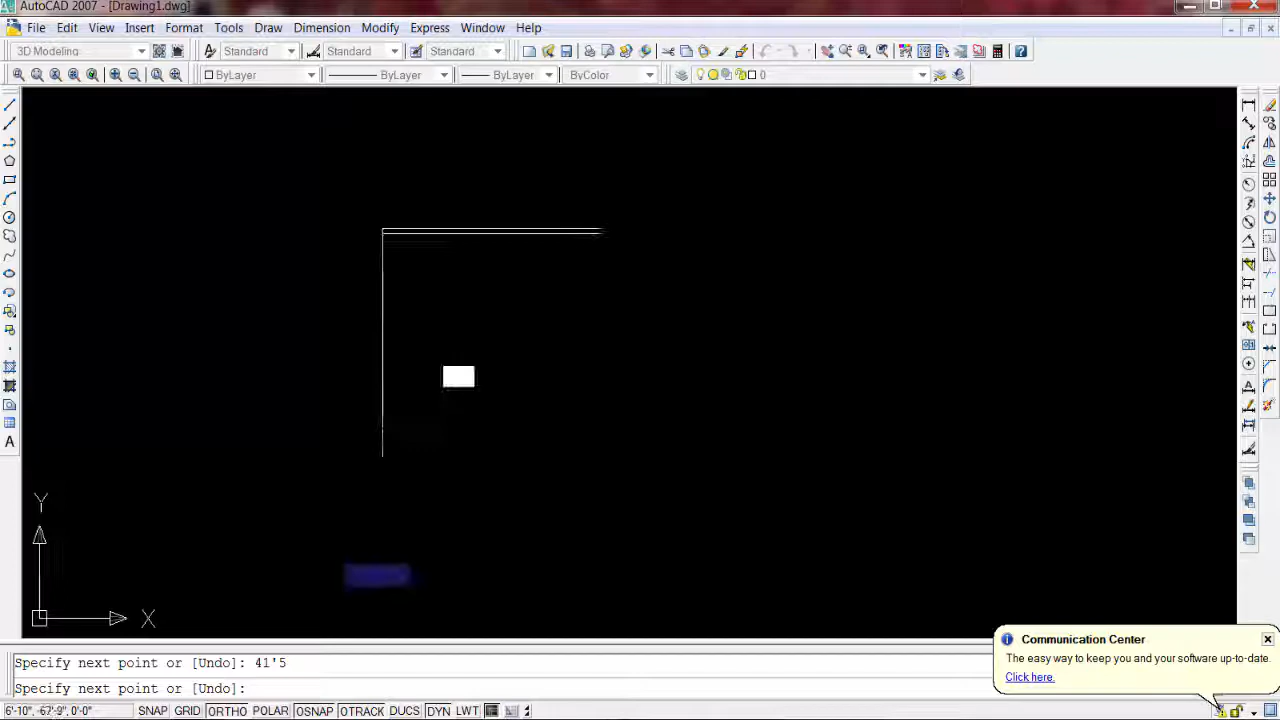 AutoCAD 2007 - [Drawing1.dwg]
File Edit View Insert Format Tools Draw Dimension Modify Express Window Help
3D Modeling Standard Standard Standard
ByLayer ByLayer ByLayer ByColor 0
A
Y
X
Communication Center
The easy way to keep you and your software up-to-date.
Click here.
Specify next point or [Undo]: 41'5
Specify next point or [Undo]:
6'-10", -67'-9", 0'-0" SNAP GRID ORTHO POLAR OSNAP OTRACK DUCS DYN LWT